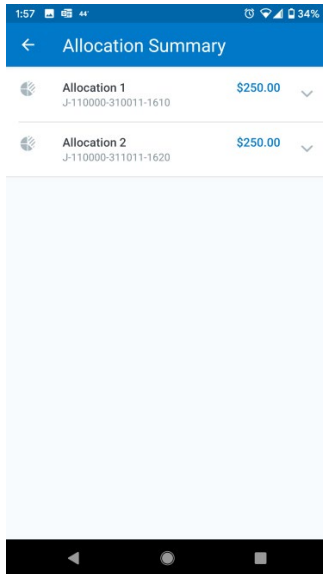 1:57 44° 34%
Allocation Summary
Allocation 1 $250.00
J-110000-310011-1610
Allocation 2 $250.00
J-110000-311011-1620